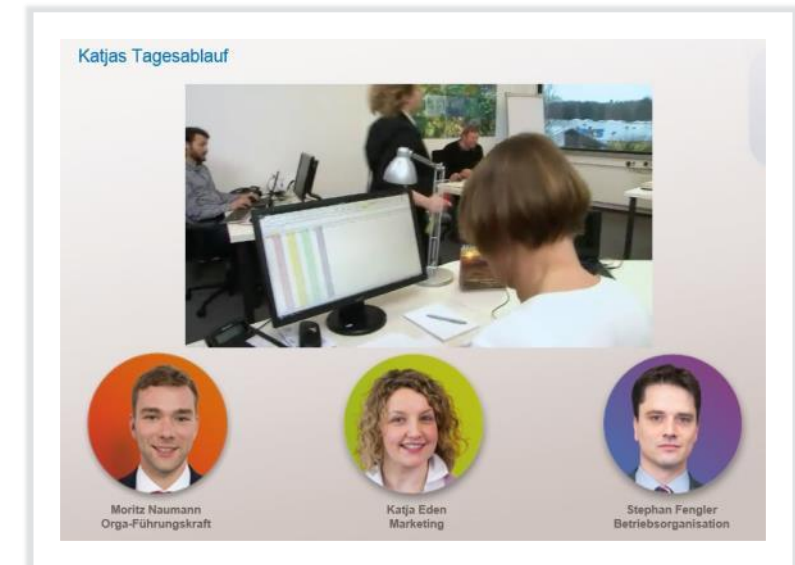 Katjas Tagesablauf
Moritz Naumann
Orga-Führungskraft
Katja Eden
Marketing
Stephan Fengler
Betriebsorganisation